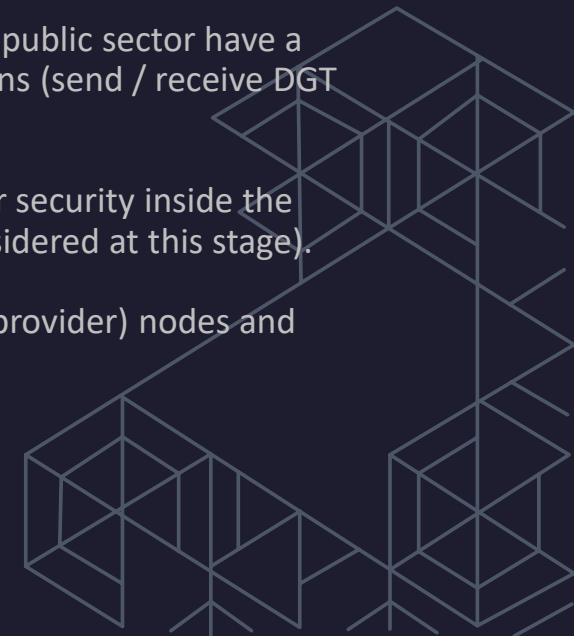 public sector have a
ns (send / receive DGT
r security inside the
sidered at this stage).
provider) nodes and